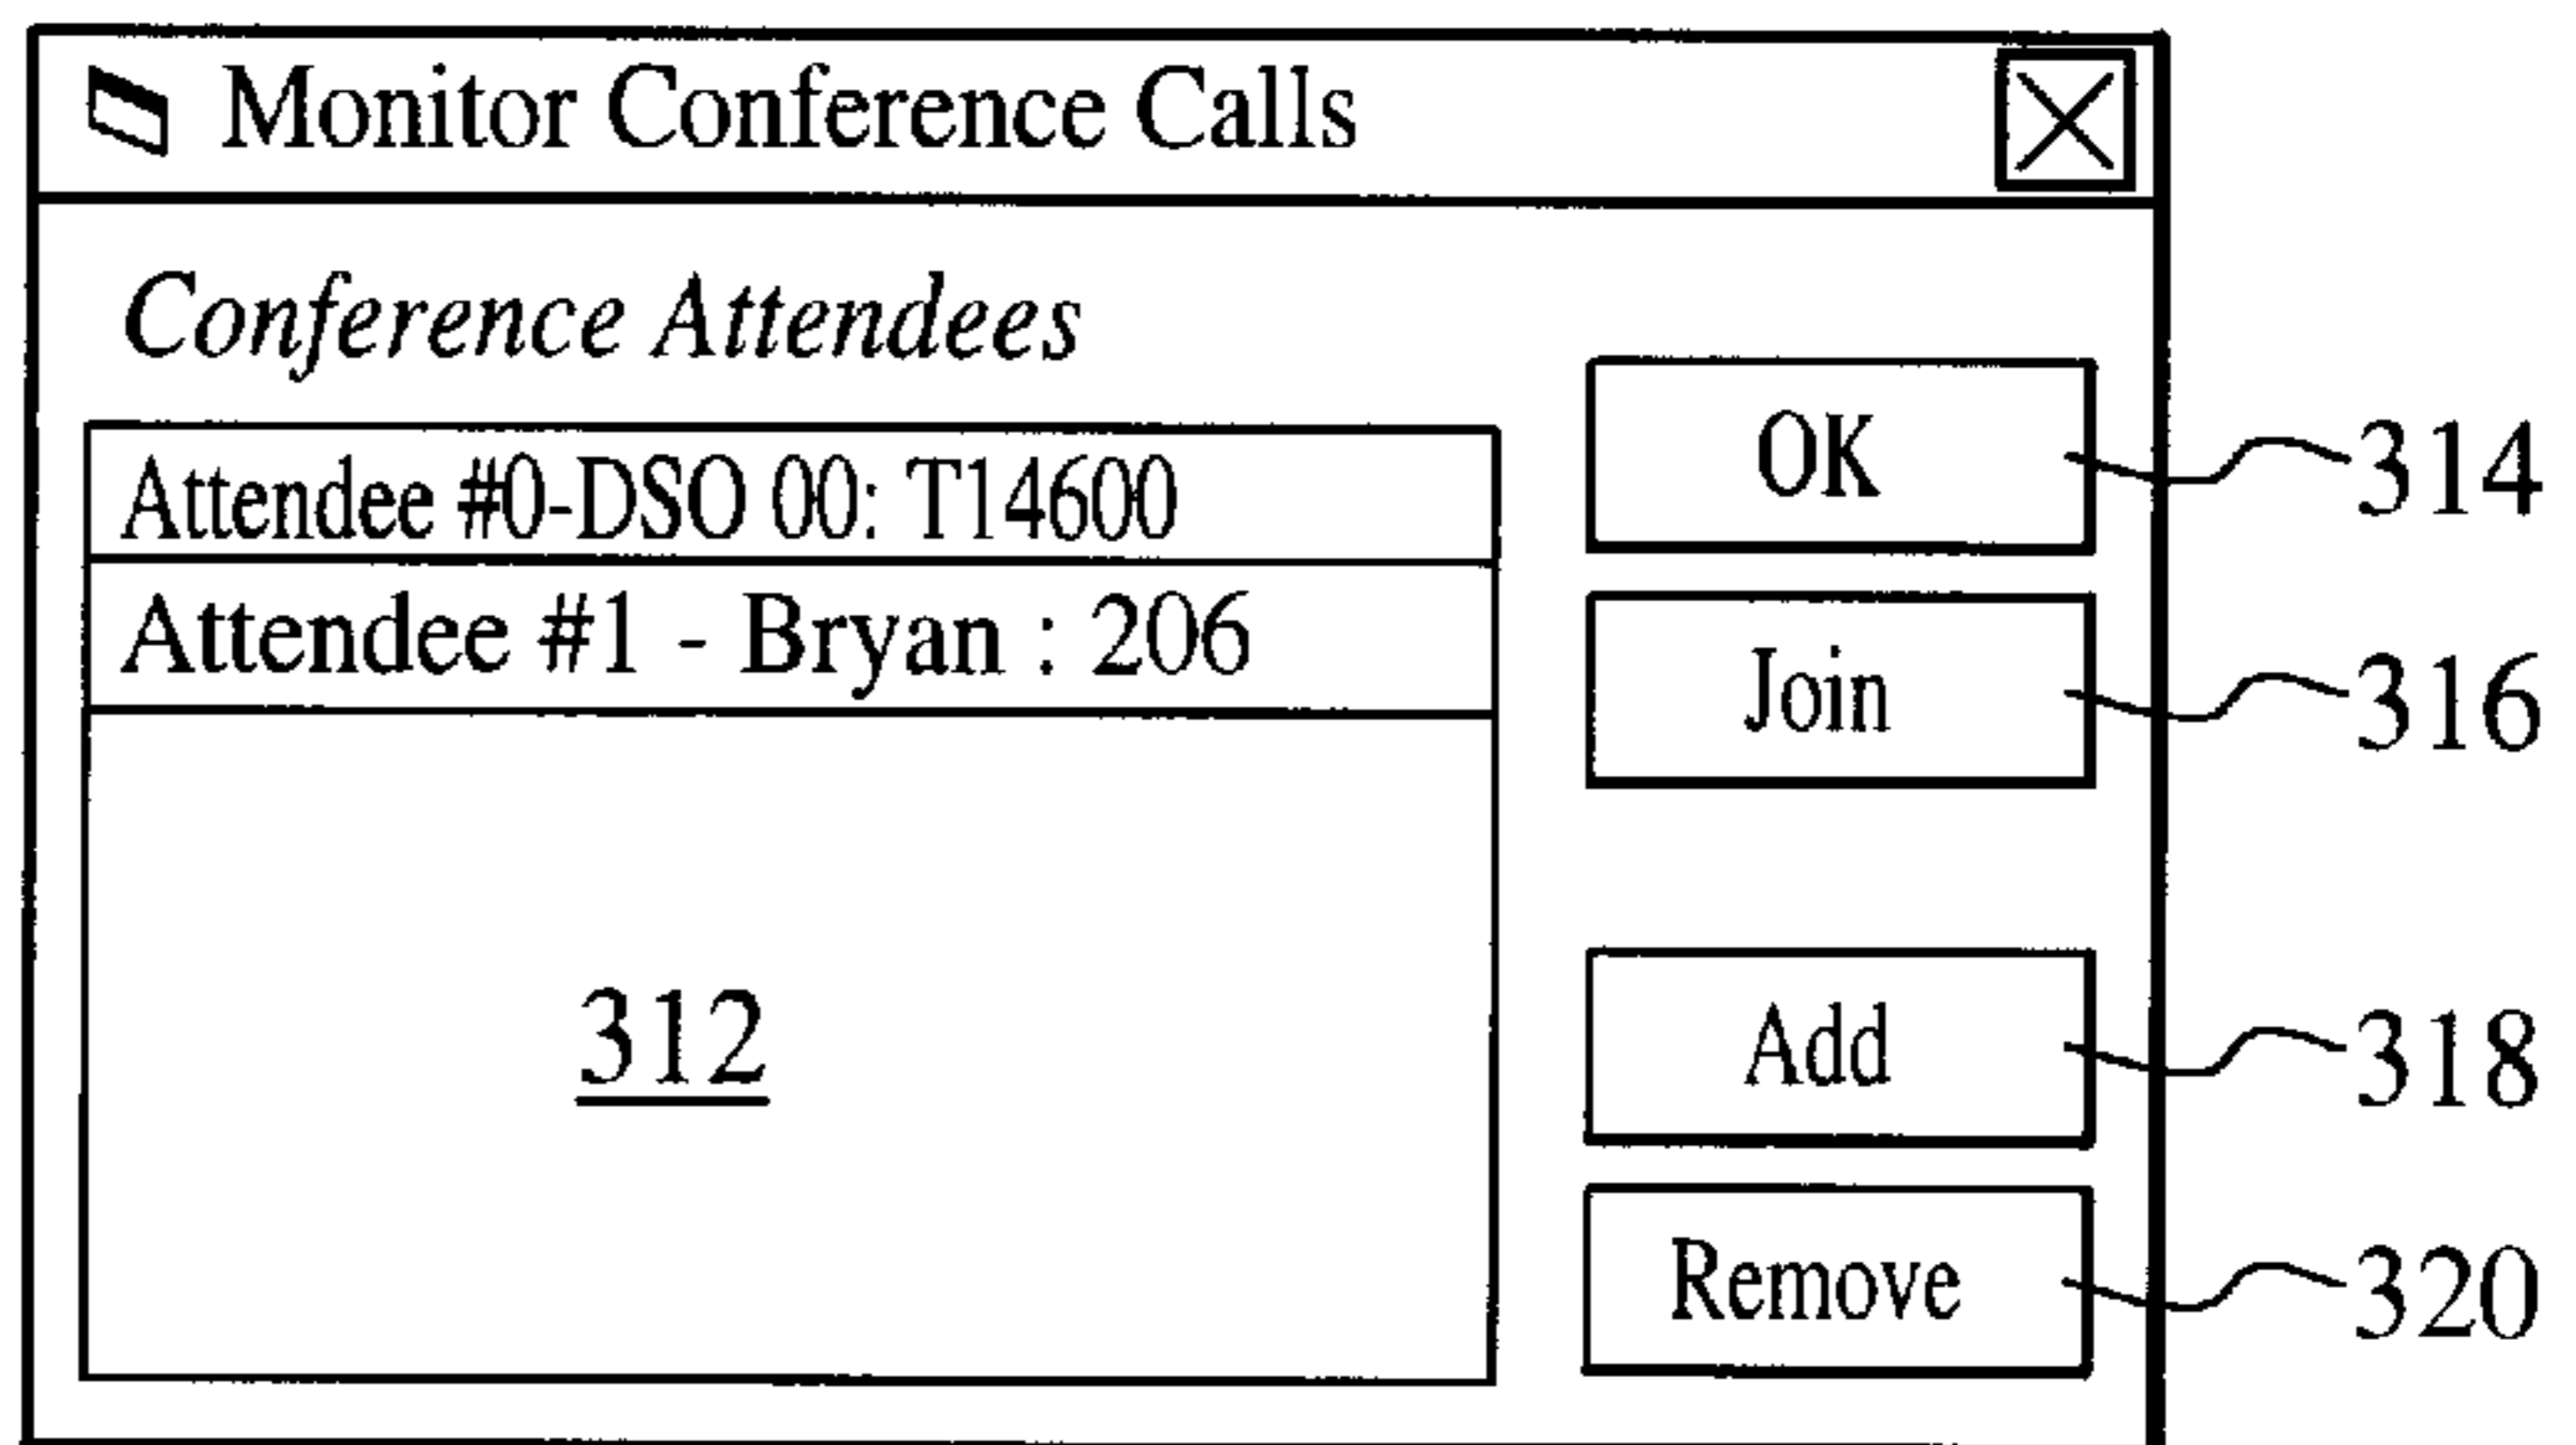 Monitor Conference Calls
Conference Attendees
Attendee #0-DSO 00: T14600
Attendee #1 - Bryan : 206
312
OK
314
Join
316
Add
318
Remove
320